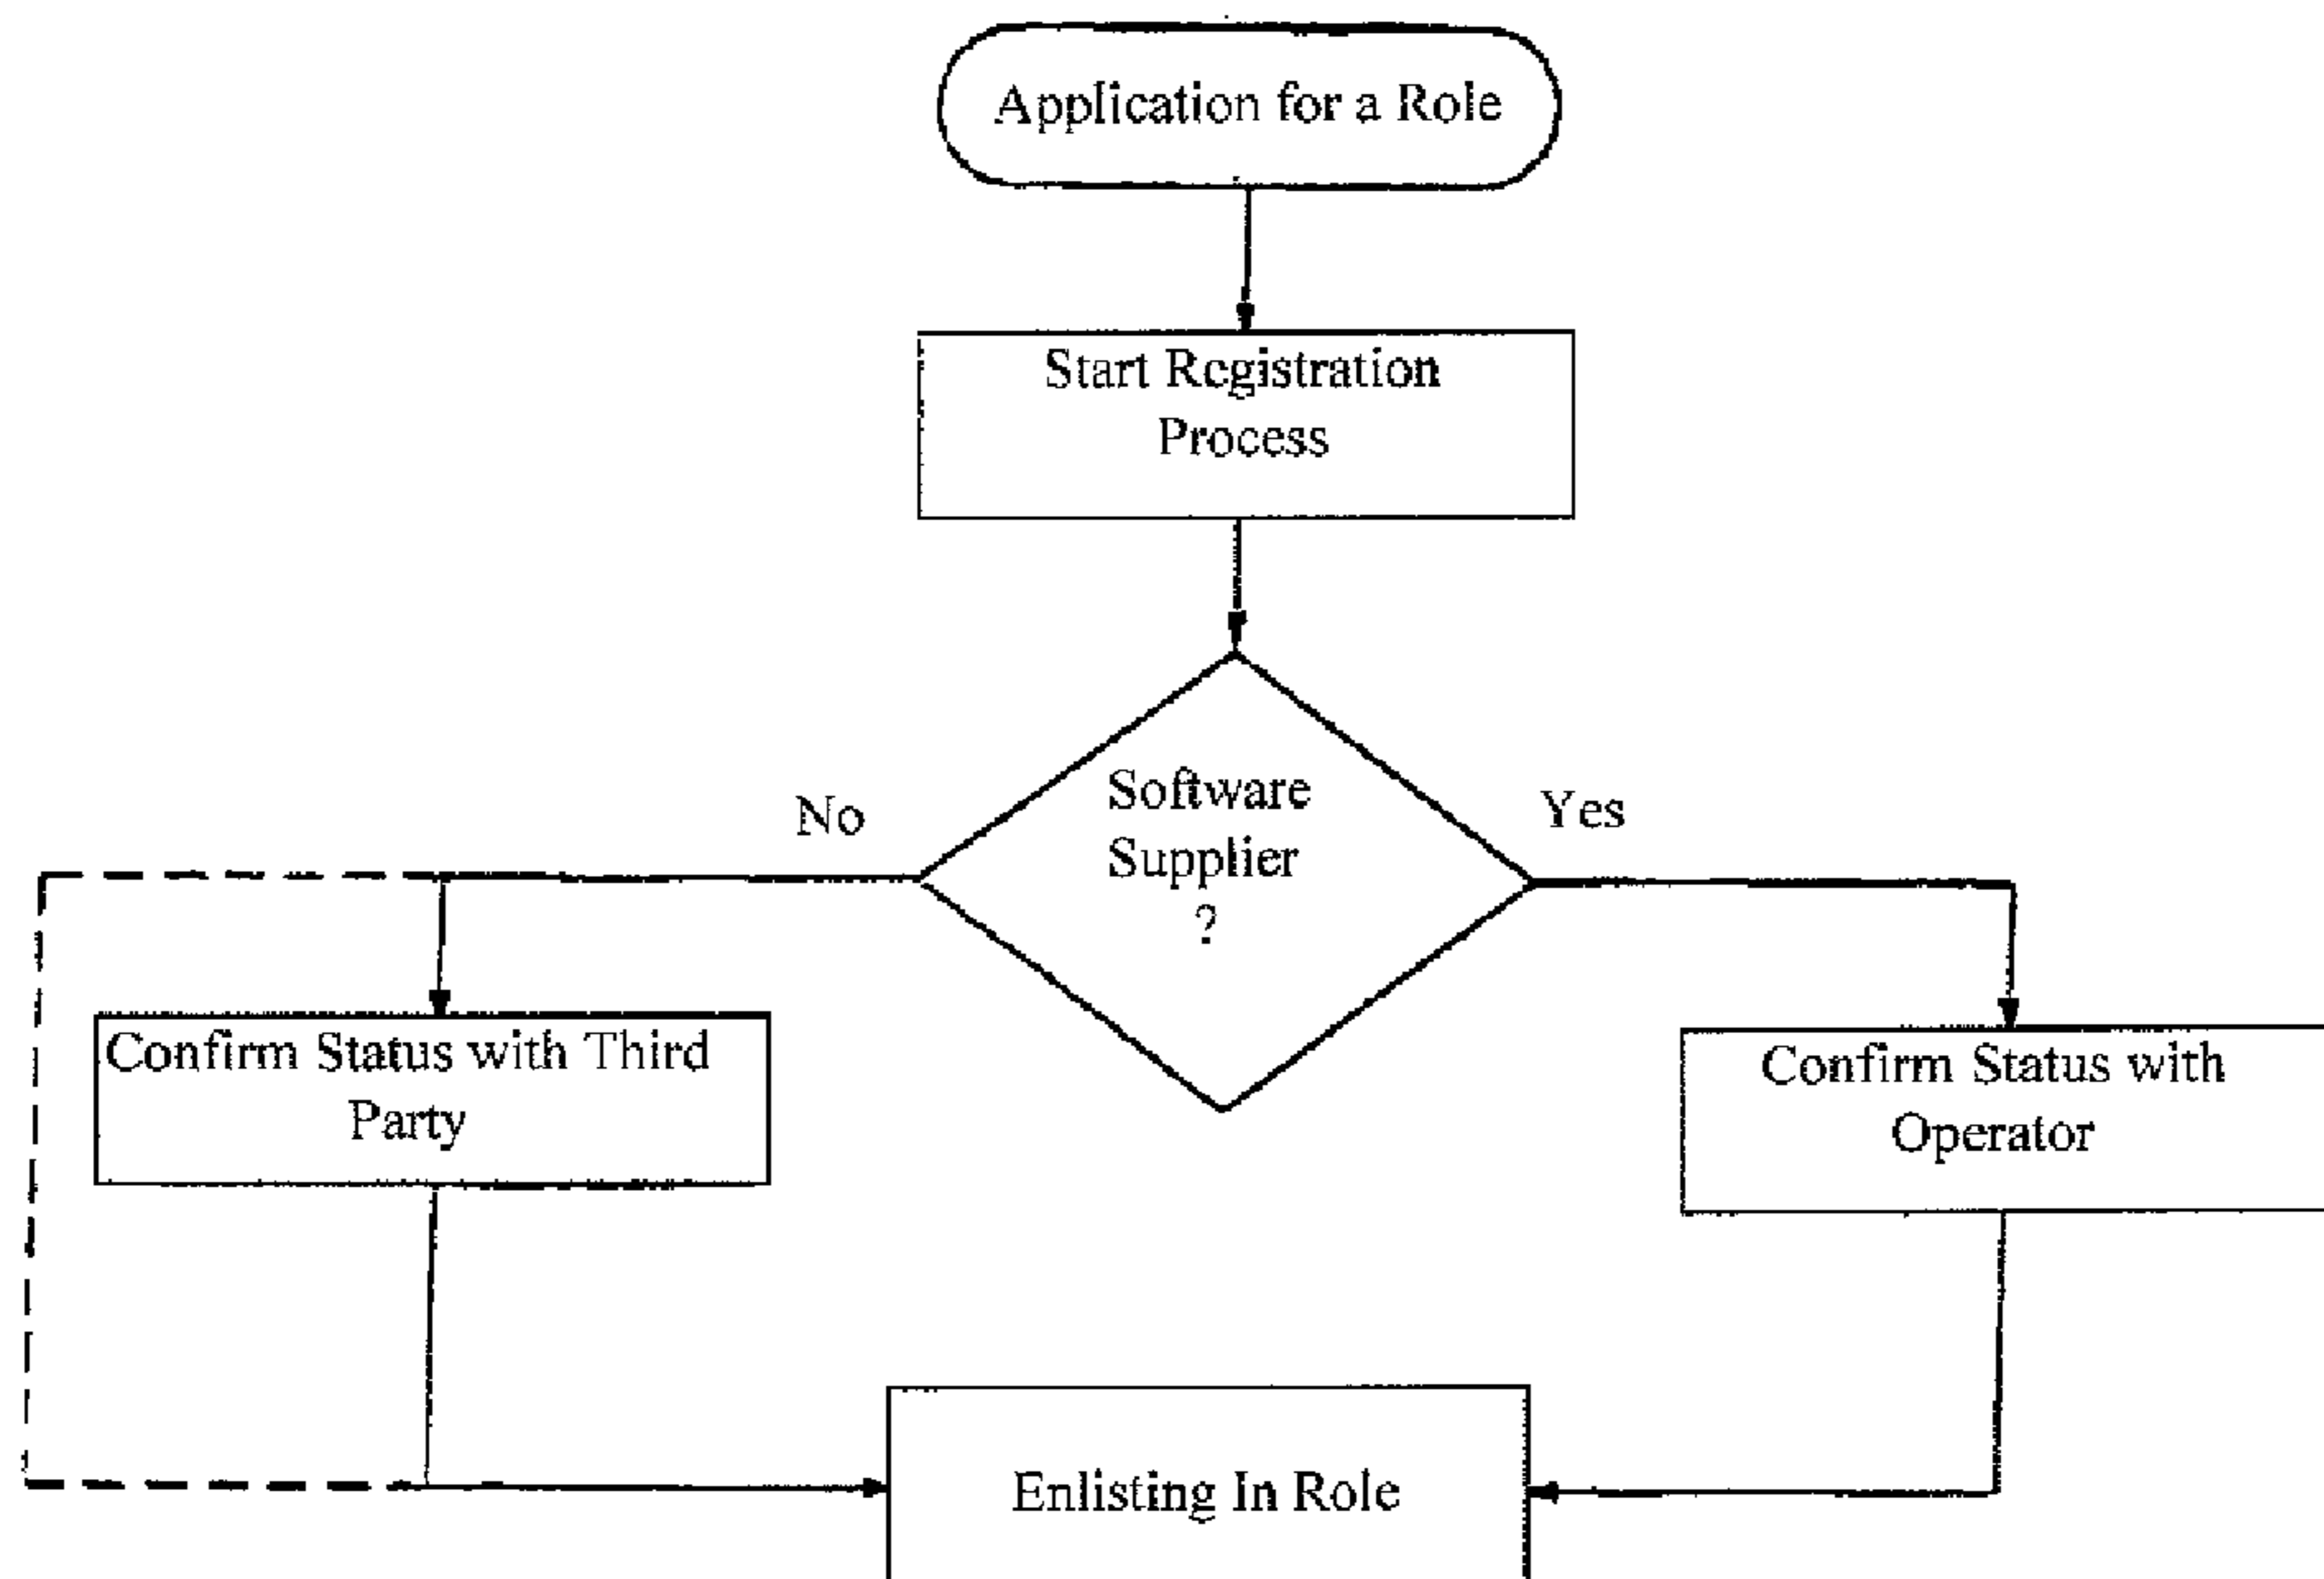 Application for a Role
Start Registration
Process
Software
Supplier
?
No
Yes
Confirm Status with Third
Party
Confirm Status with
Operator
Enlisting In Role